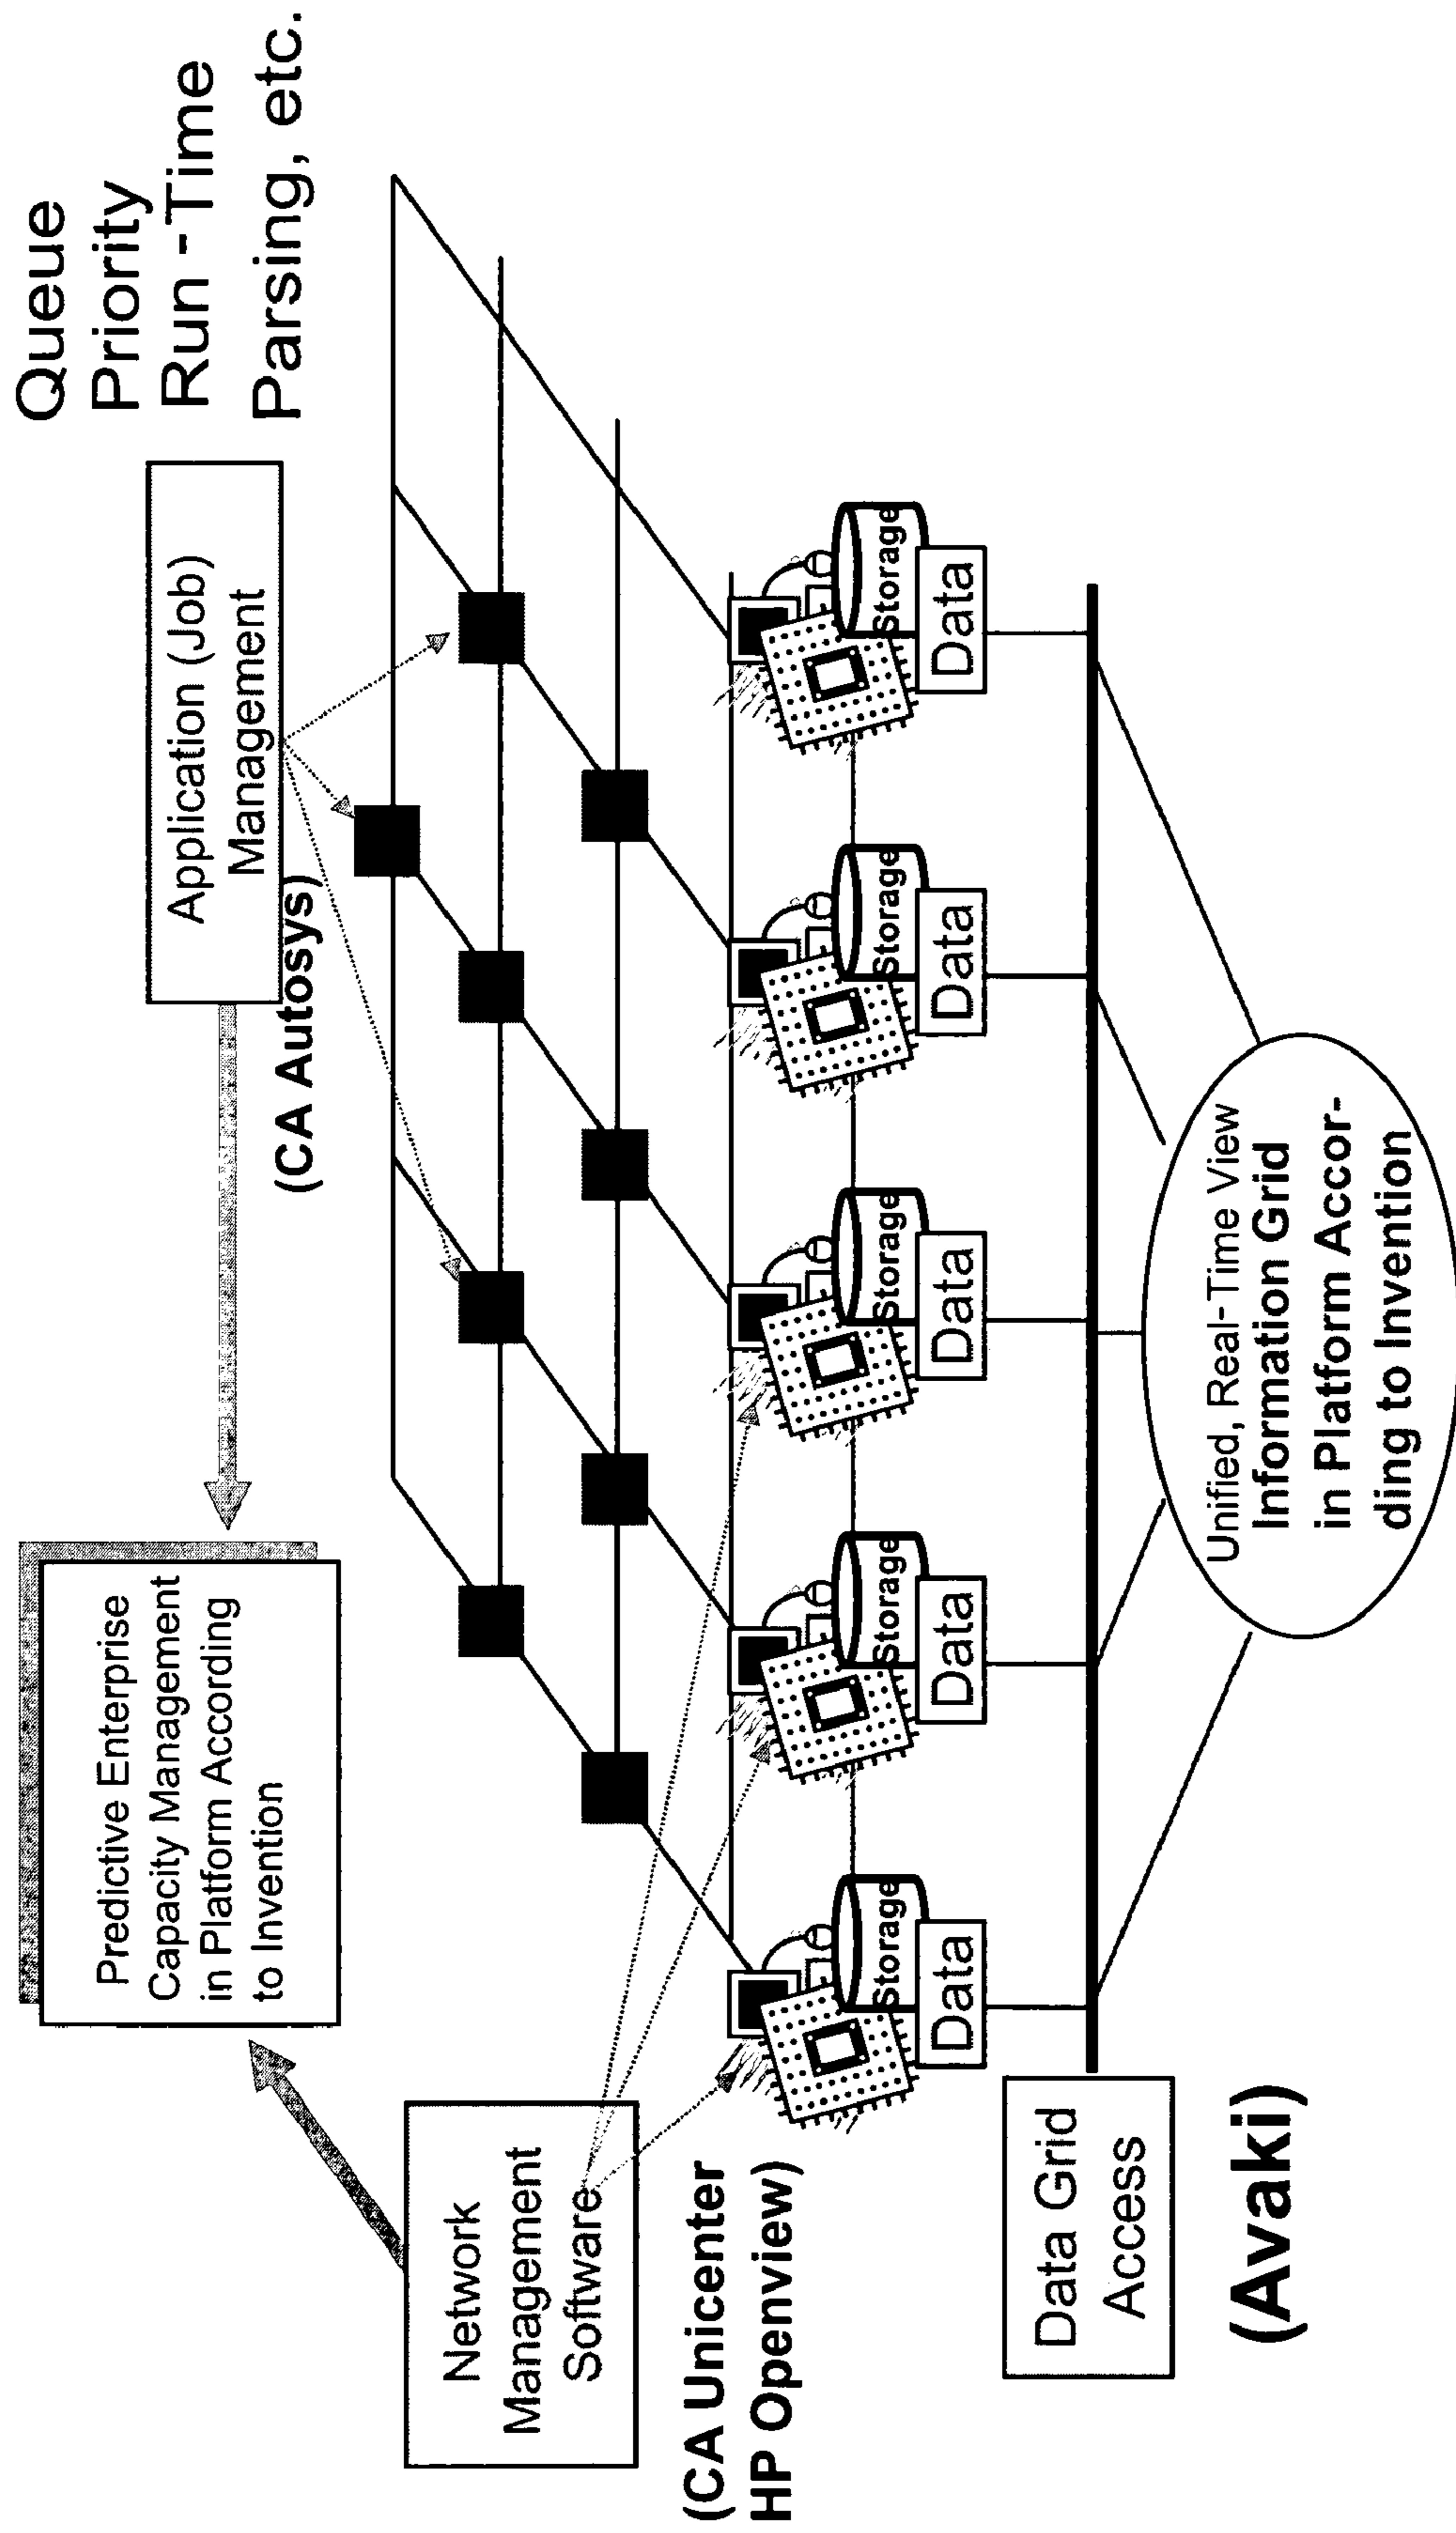 Queue
Priority
Run -Time
Parsing, etc.
Application (Job)
Management
(CA Autosys)
Predictive Enterprise
Capacity Management
in Platform According
to Invention
Network
Management
Software
(CA Unicenter
HP Openview)
Storage
Data
Storage
Data
Storage
Data
Storage
Data
Storage
Data
Data Grid
Access
(Avaki)
Unified, Real-Time View
Information Grid
in Platform Accor-
ding to Invention